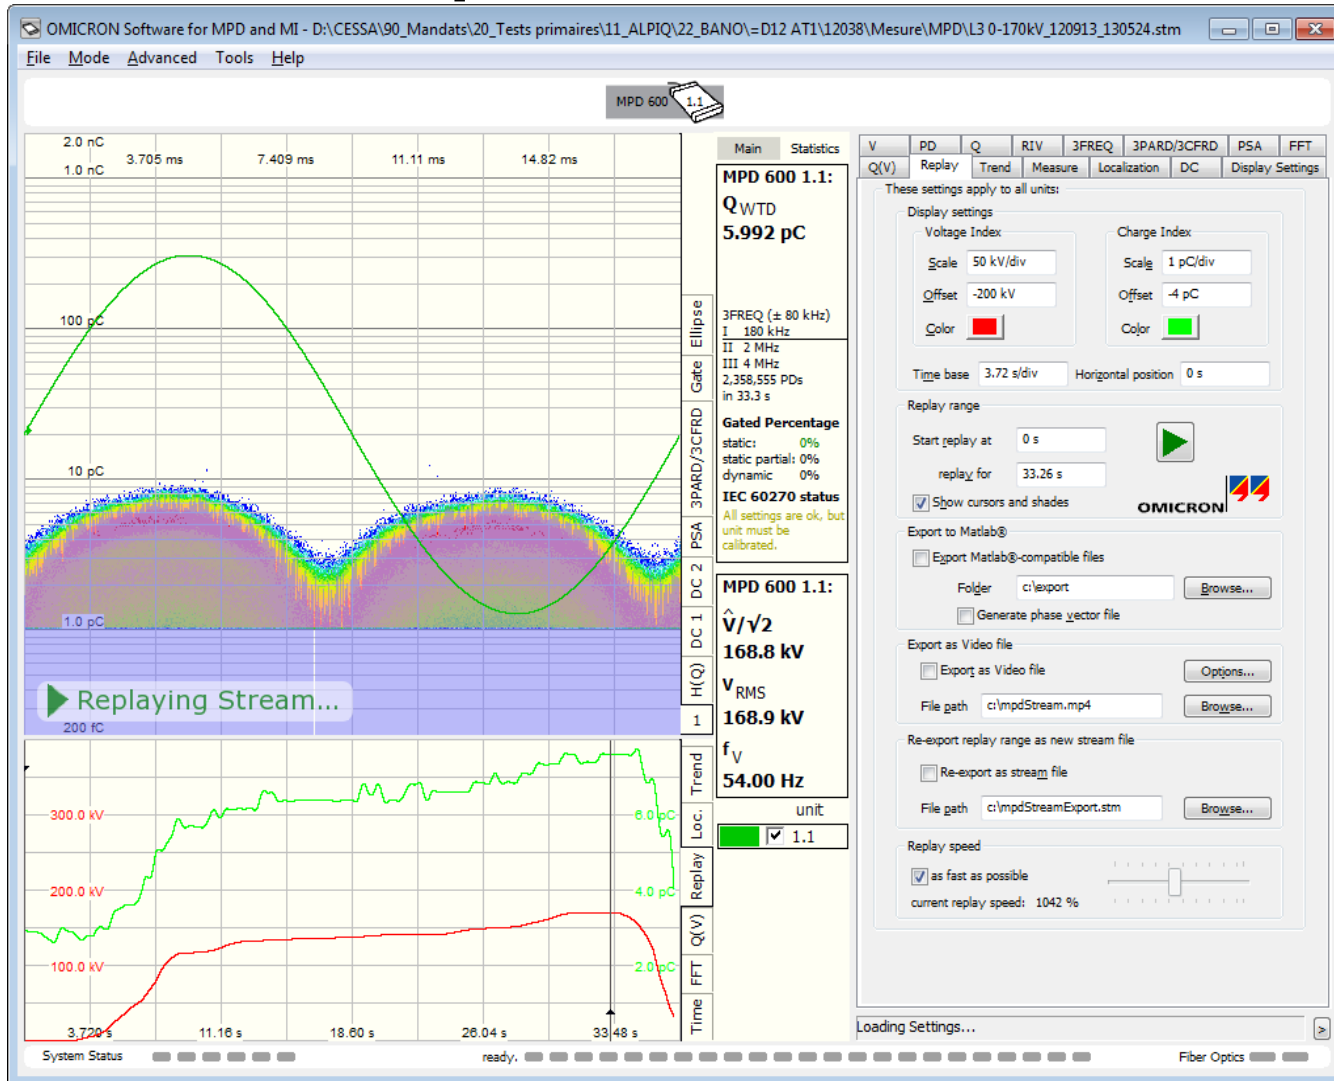 OMICRON Software for MPD and MI - D:\CESSA\90_Mandats\20_Tests primaires\11_ALPIQ\22_BANO\=D12 AT1\12038\Mesure\MPD\L3 0-170kV_120913_130524.stm
File Mode Advanced Tools Help
MPD 600 1.1
2.0 nC
3.705 ms 7.409 ms 11.11 ms 14.82 ms
1.0 nC
100 pC
10 pC
1.0 pC
Replaying Stream...
200 fC
Ellipse
Gate
3PARD/3CFRD
PSA
DC 2
DC 1
H(Q)
1
300.0 kV 6.0 pC
200.0 kV 4.0 pC
100.0 kV 2.0 pC
3.720 s 11.16 s 18.60 s 26.04 s 33.48 s
Trend
Loc.
Replay
Q(V)
FFT
Time
Main Statistics
MPD 600 1.1:
Q WTD
5.992 pC
3FREQ (± 80 kHz)
I 180 kHz
II 2 MHz
III 4 MHz
2,358,555 PDs
in 33.3 s
Gated Percentage
static: 0%
static partial: 0%
dynamic 0%
IEC 60270 status
All settings are ok, but
unit must be
calibrated.
MPD 600 1.1:
V̂/√2
168.8 kV
V RMS
168.9 kV
f V
54.00 Hz
unit
1.1
V PD Q RIV 3FREQ 3PARD/3CFRD PSA FFT
Q(V) Replay Trend Measure Localization DC Display Settings
These settings apply to all units:
Display settings
Voltage Index Charge Index
Scale 50 kV/div Scale 1 pC/div
Offset -200 kV Offset -4 pC
Color Color
Time base 3.72 s/div Horizontal position 0 s
Replay range
Start replay at 0 s
replay for 33.26 s
Show cursors and shades
OMICRON
Export to Matlab®
Export Matlab®-compatible files
Folder c:\export Browse...
Generate phase vector file
Export as Video file
Export as Video file Options...
File path c:\mpdStream.mp4 Browse...
Re-export replay range as new stream file
Re-export as stream file
File path c:\mpdStreamExport.stm Browse...
Replay speed
as fast as possible
current replay speed: 1042 %
Loading Settings... >
System Status ready. Fiber Optics